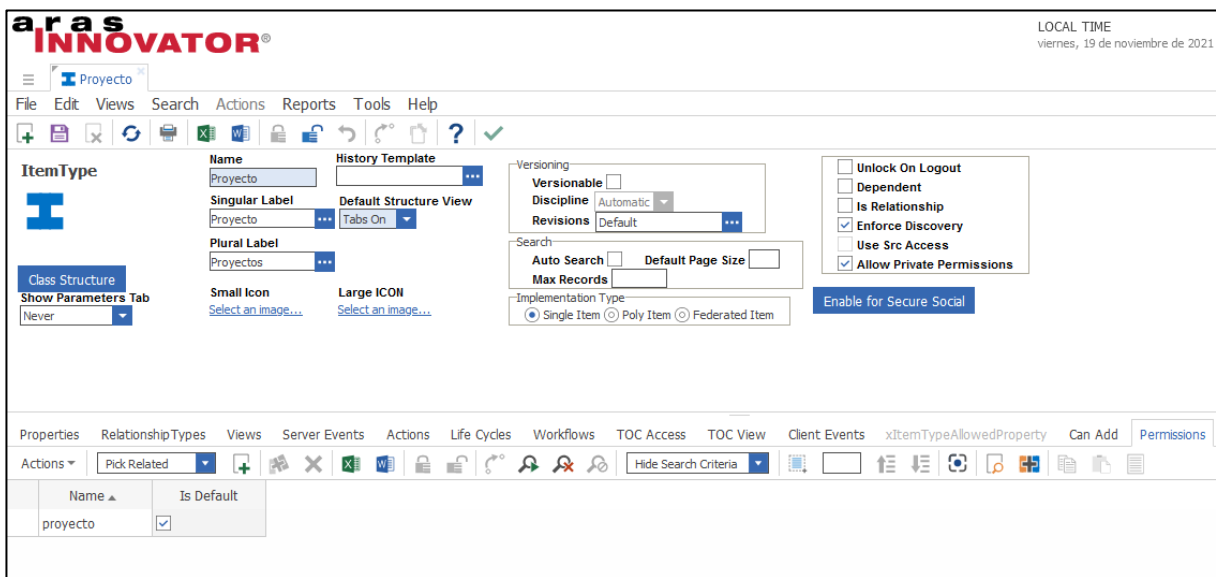 aras
INNOVATOR®
LOCAL TIME
viernes, 19 de noviembre de 2021
Proyecto
File Edit Views Search Actions Reports Tools Help
ItemType
Name
Proyecto
History Template
Singular Label
Proyecto
Default Structure View
Tabs On
Plural Label
Proyectos
Class Structure
Show Parameters Tab
Never
Small Icon
Select an image...
Large ICON
Select an image...
Versioning
Versionable
Discipline Automatic
Revisions Default
Search
Auto Search Default Page Size
Max Records
Implementation Type
Single Item Poly Item Federated Item
Unlock On Logout
Dependent
Is Relationship
Enforce Discovery
Use Src Access
Allow Private Permissions
Enable for Secure Social
Properties RelationshipTypes Views Server Events Actions Life Cycles Workflows TOC Access TOC View Client Events xItemTypeAllowedProperty Can Add Permissions
Actions Pick Related Hide Search Criteria
Name Is Default
proyecto